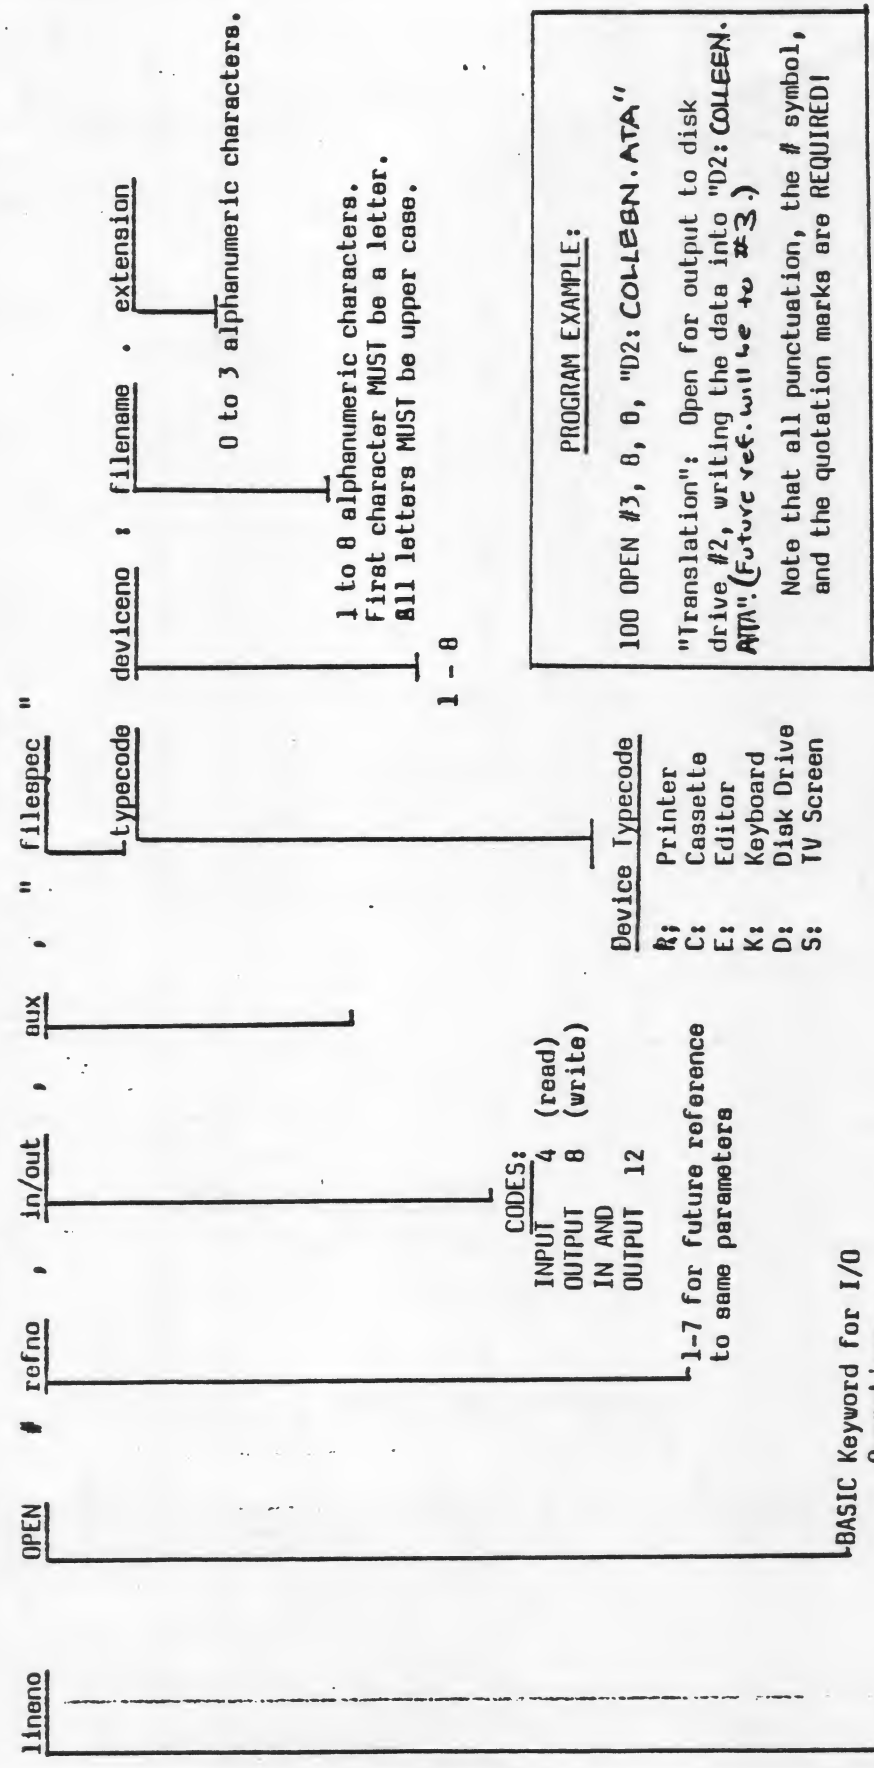 lineno OPEN # refno , in/out , aux , " filespec "
typecode deviceno : filename . extension
0 to 3 alphanumeric characters.
1 to 8 alphanumeric characters.
First character MUST be a letter.
All letters MUST be upper case.
1 - 8
CODES:
INPUT 4 (read)
OUTPUT 8 (write)
IN AND
OUTPUT 12
1-7 for future reference
to same parameters
BASIC Keyword for I/O
Device Typecode
R; Printer
C: Cassette
E: Editor
K: Keyboard
D: Disk Drive
S: TV Screen
PROGRAM EXAMPLE:
100 OPEN #3, 8, 0, "D2: COLLEEN.ATA"
"Translation": Open for output to disk
drive #2, writing the data into "D2: COLLEEN.
ATA". (Future ref. will be to #3.)
Note that all punctuation, the # symbol,
and the quotation marks are REQUIRED!